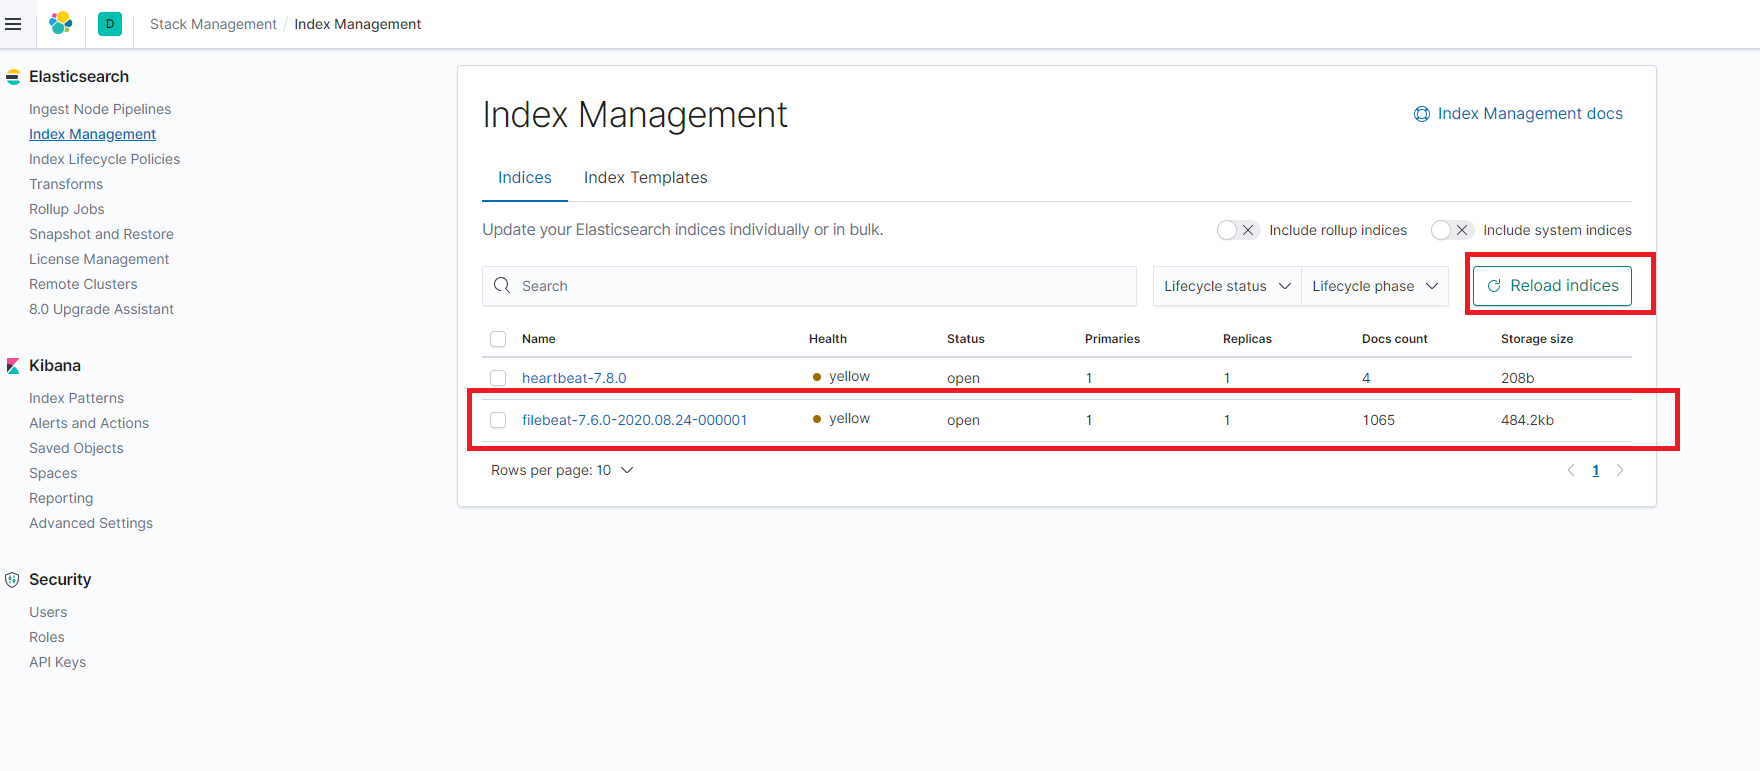 D Stack Management / Index Management
Elasticsearch
Ingest Node Pipelines
Index Management
Index Lifecycle Policies
Transforms
Rollup Jobs
Snapshot and Restore
License Management
Remote Clusters
8.0 Upgrade Assistant
Kibana
Index Patterns
Alerts and Actions
Saved Objects
Spaces
Reporting
Advanced Settings
Security
Users
Roles
API Keys
Index Management
Index Management docs
Indices Index Templates
Update your Elasticsearch indices individually or in bulk.
Include rollup indices Include system indices
Search Lifecycle status Lifecycle phase Reload indices
Name Health Status Primaries Replicas Docs count Storage size
heartbeat-7.8.0 yellow open 1 1 4 208b
filebeat-7.6.0-2020.08.24-000001 yellow open 1 1 1065 484.2kb
Rows per page: 10 1